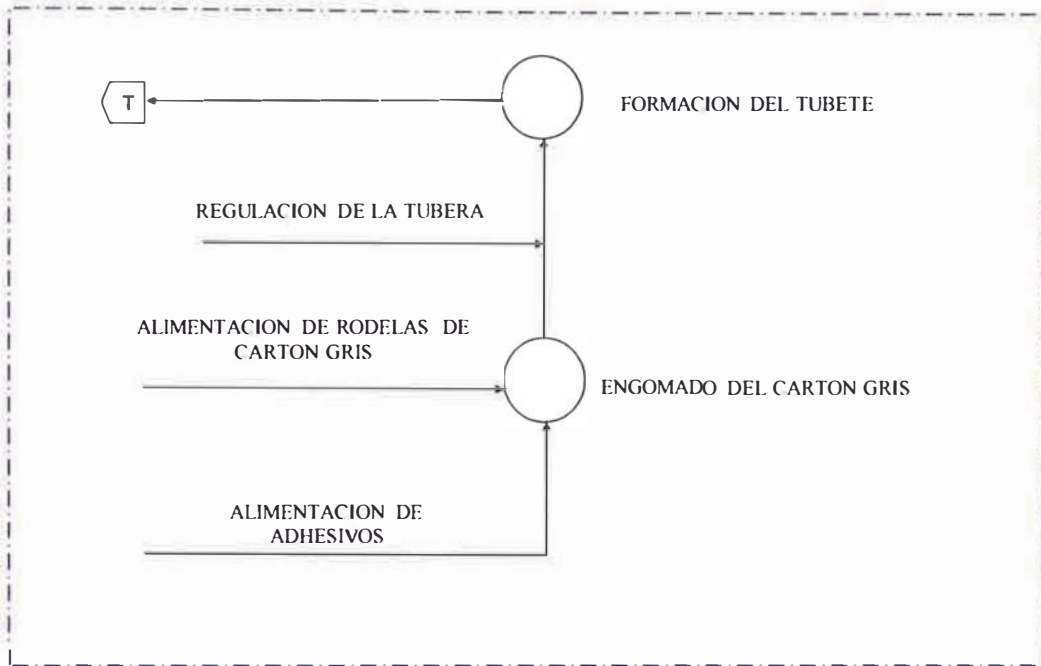 T
FORMACION DEL TUBETE
REGULACION DE LA TUBERA
ALIMENTACION DE RODELAS DE
CARTON GRIS
ENGOMADO DEL CARTON GRIS
ALIMENTACION DE
ADHESIVOS